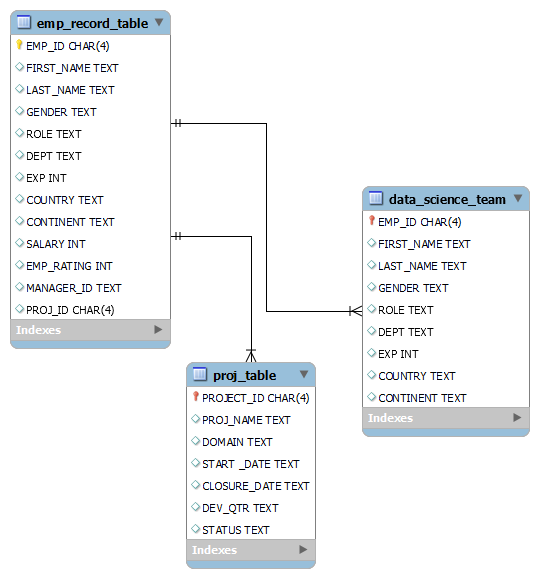 emp_record_table
EMP_ID CHAR(4)
FIRST_NAME TEXT
LAST_NAME TEXT
GENDER TEXT
ROLE TEXT
DEPT TEXT
EXP INT
COUNTRY TEXT
CONTINENT TEXT
SALARY INT
EMP_RATING INT
MANAGER_ID TEXT
PROJ_ID CHAR(4)
Indexes
data_science_team
EMP_ID CHAR(4)
FIRST_NAME TEXT
LAST_NAME TEXT
GENDER TEXT
ROLE TEXT
DEPT TEXT
EXP INT
COUNTRY TEXT
CONTINENT TEXT
Indexes
proj_table
PROJECT_ID CHAR(4)
PROJ_NAME TEXT
DOMAIN TEXT
START _DATE TEXT
CLOSURE_DATE TEXT
DEV_QTR TEXT
STATUS TEXT
Indexes